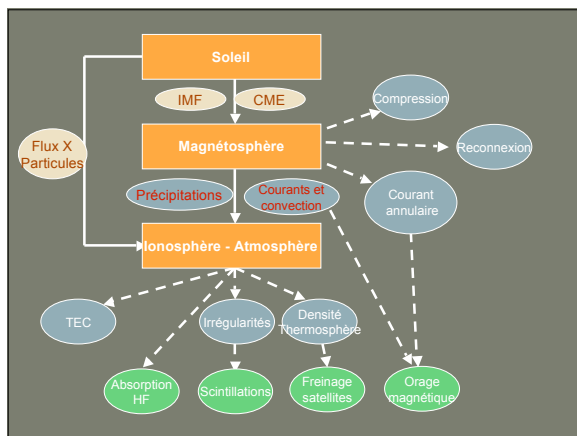 Soleil
IMF
CME
Compression
Flux X
Particules
Magnétosphère
Reconnexion
Précipitations
Courants et
convection
Courant
annulaire
Ionosphère - Atmosphère
TEC
Irrégularités
Densité
Thermosphère
Absorption
HF
Scintillations
Freinage
satellites
Orage
magnétique